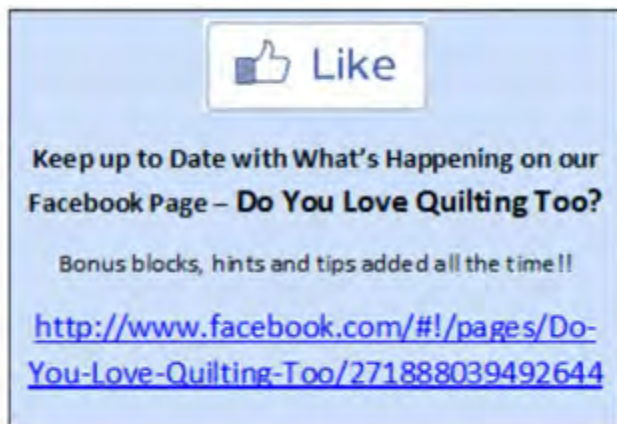 Like
Keep up to Date with What's Happening on our
Facebook Page – Do You Love Quilting Too?
Bonus blocks, hints and tips added all the time!!
http://www.facebook.com/#!/pages/Do-
You-Love-Quilting-Too/271888039492644